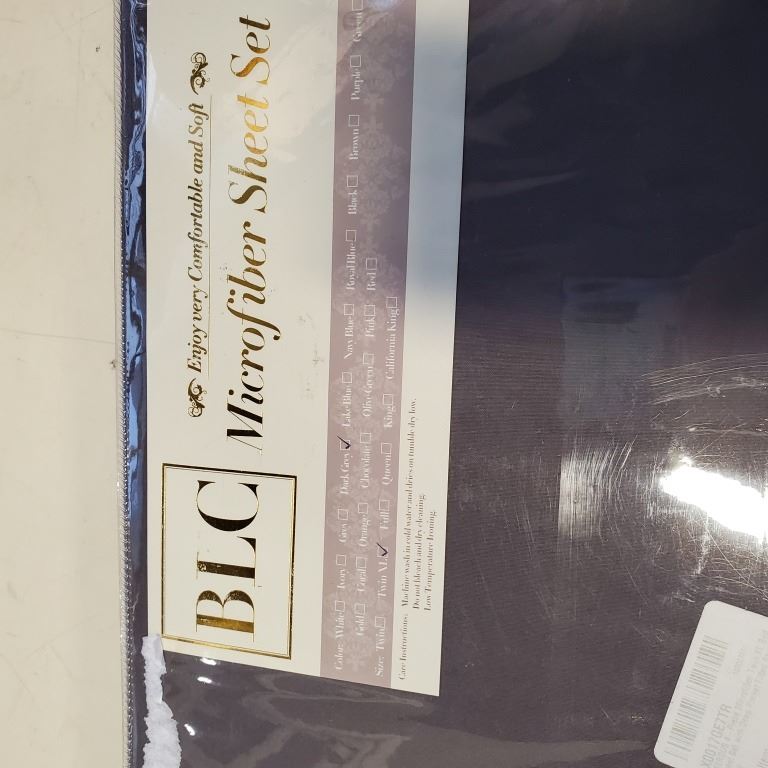 BLC
Enjoy very Comfortable and Soft
Microfiber Sheet Set
Color: White Ivory Grey Dark Grey Lake Blue Navy Blue Royal Blue Black Brown Purple Green
Gold Coral Orange Chocolate Olive Green Pink Red
Size: Twin Twin XL Full Queen King California King
Care Instructions: Machine wash in cold water and dries on tumble dry low.
Do not bleach and dry cleaning.
Low Temperature Ironing.